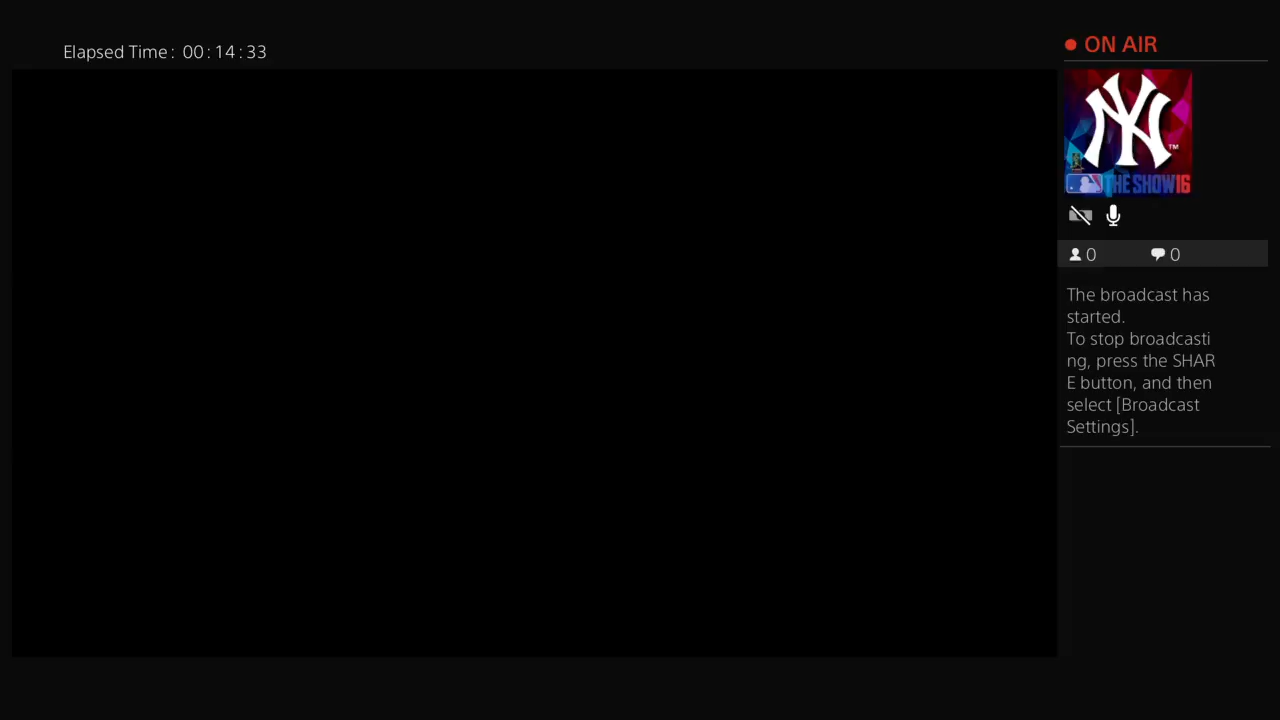 Elapsed Time: 00:14:33
ON AIR
NY
TM
THE SHOW16
0 0
The broadcast has
started.
To stop broadcasti
ng, press the SHAR
E button, and then
select [Broadcast
Settings].